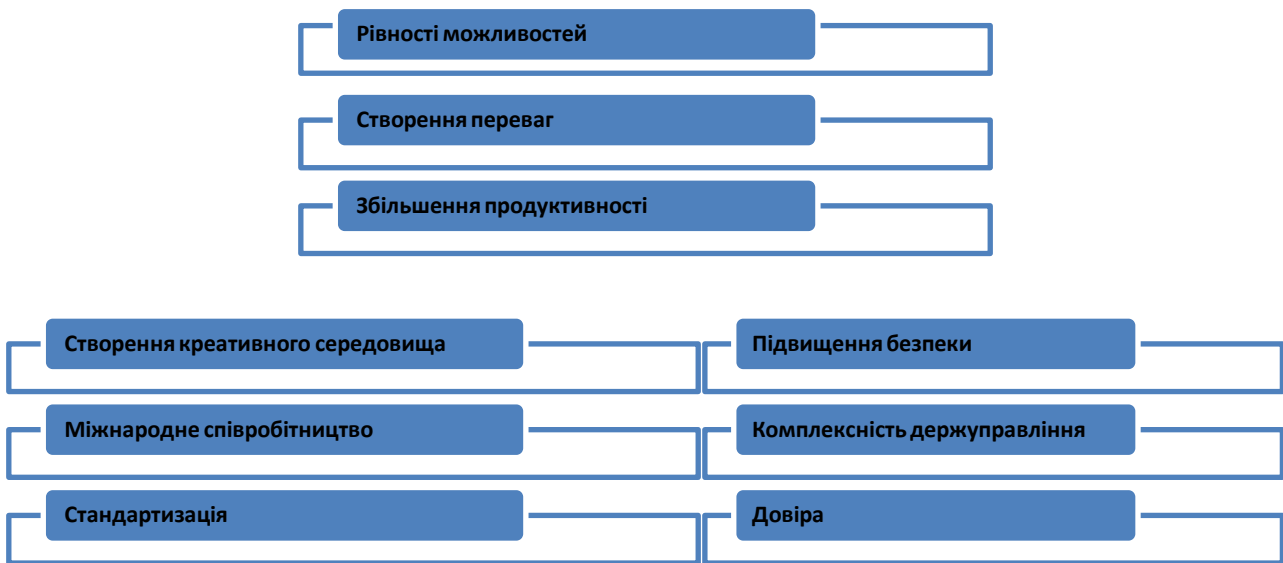 Рівності можливостей
Створення переваг
Збільшення продуктивності
Створення креативного середовища
Підвищення безпеки
Міжнародне співробітництво
Комплексність держуправління
Стандартизація
Довіра